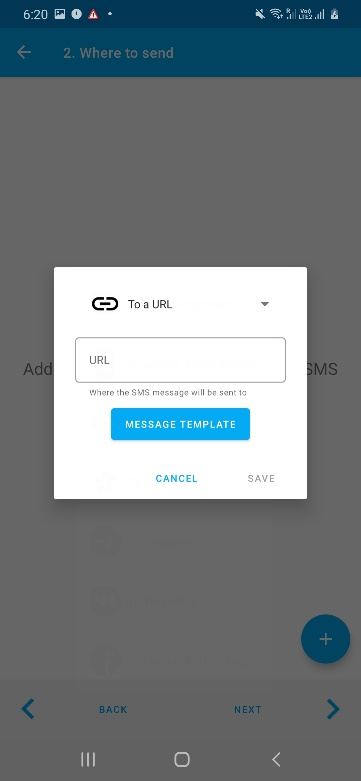 6:20
2. Where to send
Add
SMS
To a URL
URL
Where the SMS message will be sent to
MESSAGE TEMPLATE
CANCEL
SAVE
BACK
NEXT